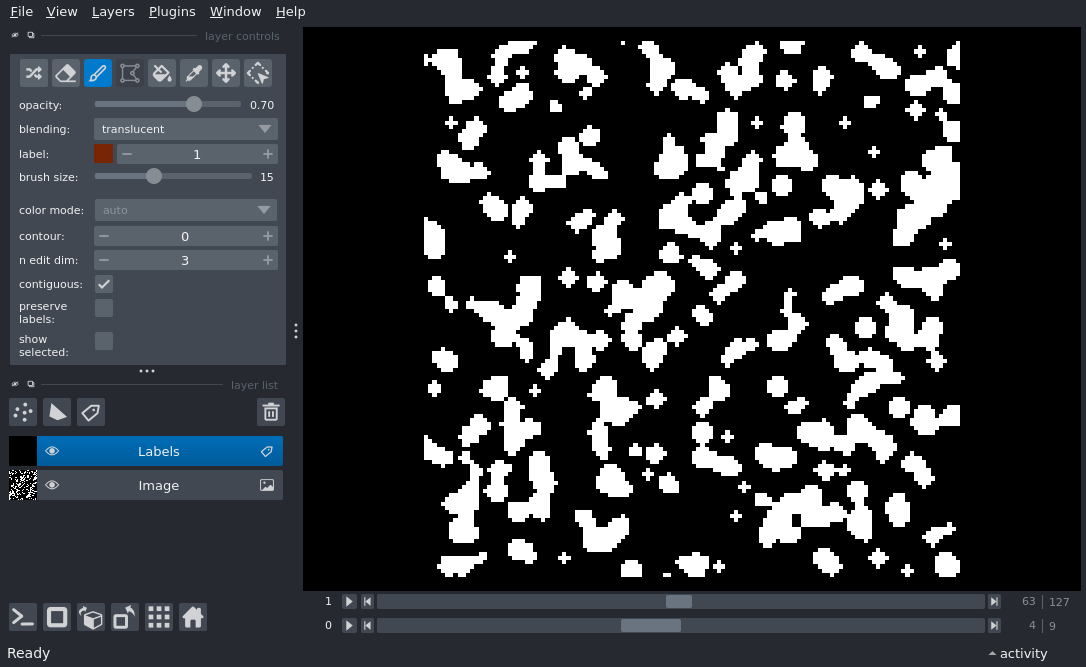 File View Layers Plugins Window Help
layer controls
opacity: 0.70
blending: translucent
label: 1
brush size: 15
color mode: auto
contour: 0
n edit dim: 3
contiguous:
preserve
labels:
show
selected:
layer list
Labels
Image
1 63 127
0 4 9
Ready activity